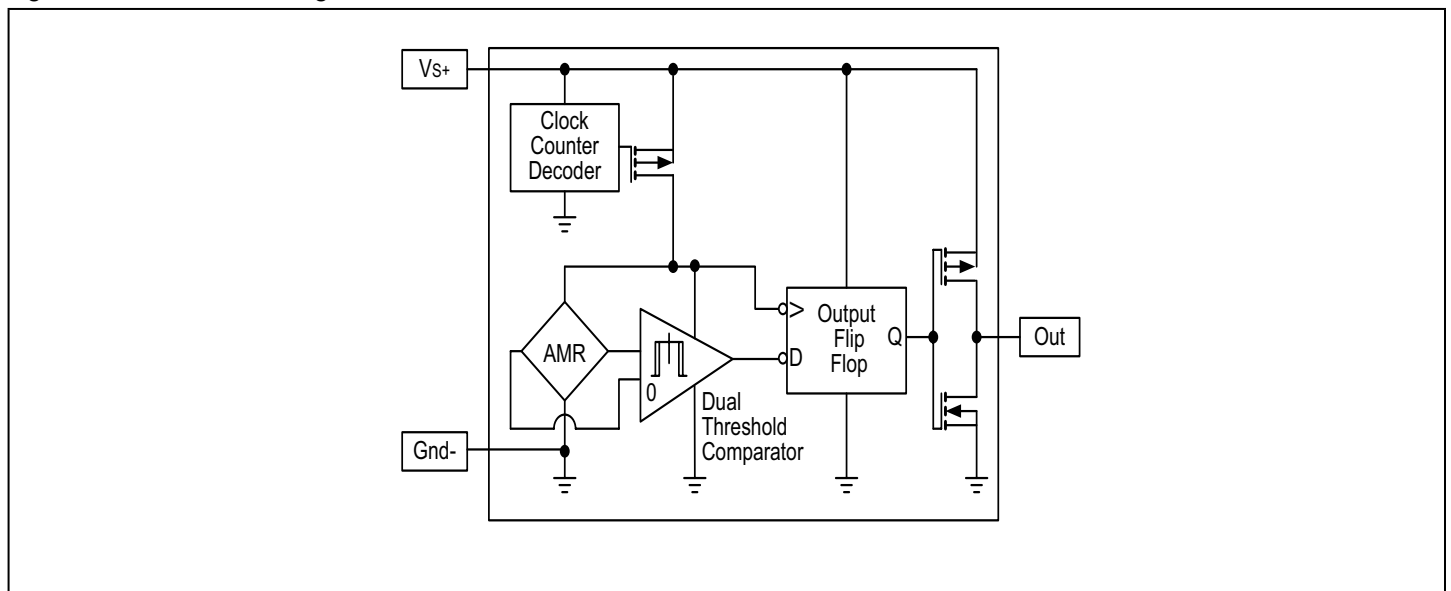 Vs+
Clock
Counter
Decoder
AMR
0
Dual
Threshold
Comparator
D
Output
Flip
Flop
Q
Out
Gnd-